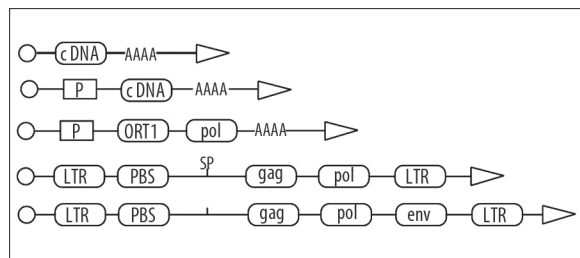 cDNA AAAA
P cDNA AAAA
P ORT1 pol AAAA
SP
LTR PBS gag pol LTR
LTR PBS gag pol env LTR